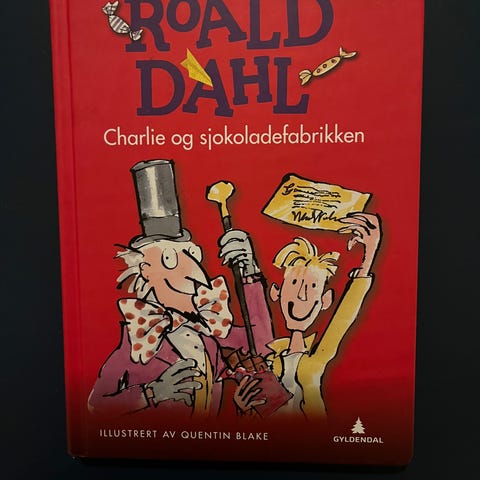 ROALD
DAHL
Charlie og sjokoladefabrikken
ILLUSTRERT AV QUENTIN BLAKE
GYLDENDAL